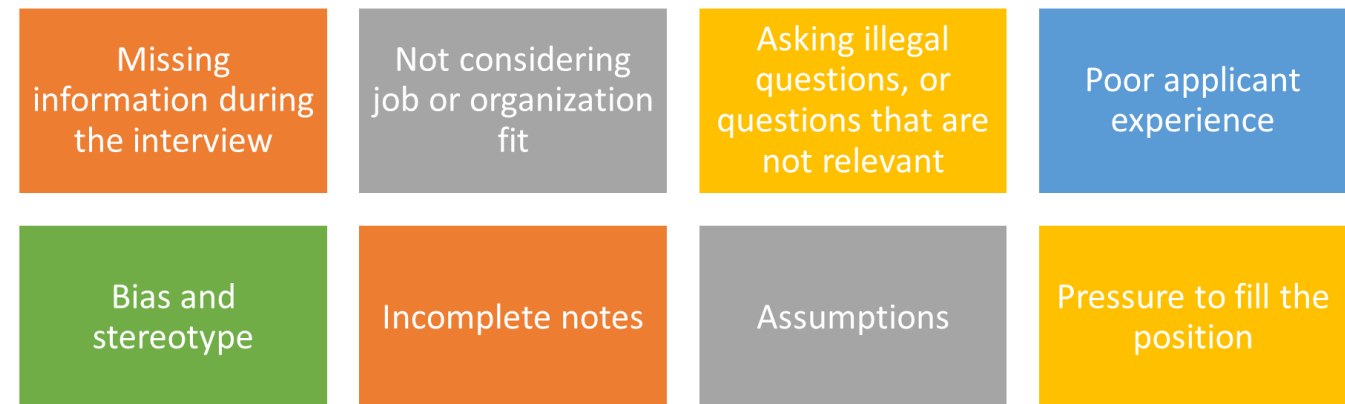 Missing
information during
the interview
Not considering
job or organization
fit
Asking illegal
questions, or
questions that are
not relevant
Poor applicant
experience
Bias and
stereotype
Incomplete notes
Assumptions
Pressure to fill the
position